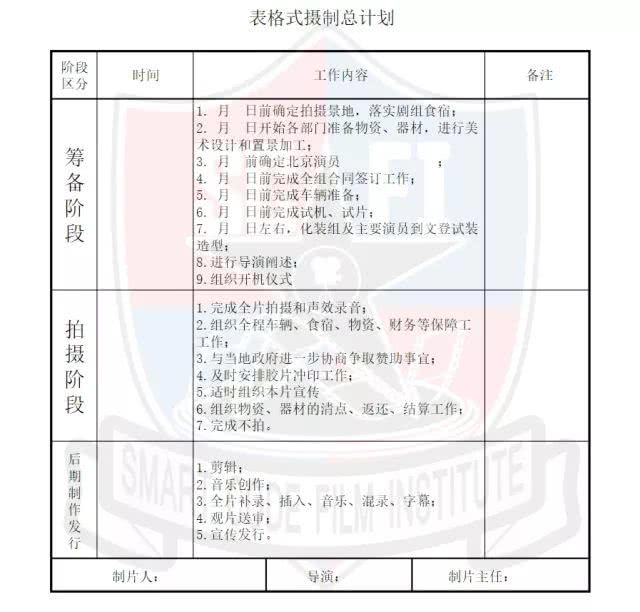 表格式摄制总计划
阶段
区分
时间
工作内容
备注
筹备阶段
1. 月 日前确定拍摄景地，落实剧组食宿；
2. 月 日开始各部门准备物资、器材，进行美
术设计和置景加工；
3. 月 前确定北京演员 ；
4. 月 日前完成全组合同签订工作；
5. 月 日前完成车辆准备；
6. 月 日前完成试机、试片；
7. 月 日左右，化装组及主要演员到文登试装
造型；
8.进行导演阐述；
9.组织开机仪式
拍摄阶段
1.完成全片拍摄和声效录音；
2.组织全程车辆、食宿、物资、财务等保障工
工作；
3.与当地政府进一步协商争取赞助事宜；
4.及时安排胶片冲印工作；
5.适时组织本片宣传
6.组织物资、器材的清点、返还、结算工作；
7.完成不拍。
后期制作发行
1.剪辑；
2.音乐创作；
3.全片补录、插入、音乐、混录、字幕；
4.观片送审；
5.宣传发行。
制片人：
导演：
制片主任：
FI
FILM INSTITUTE